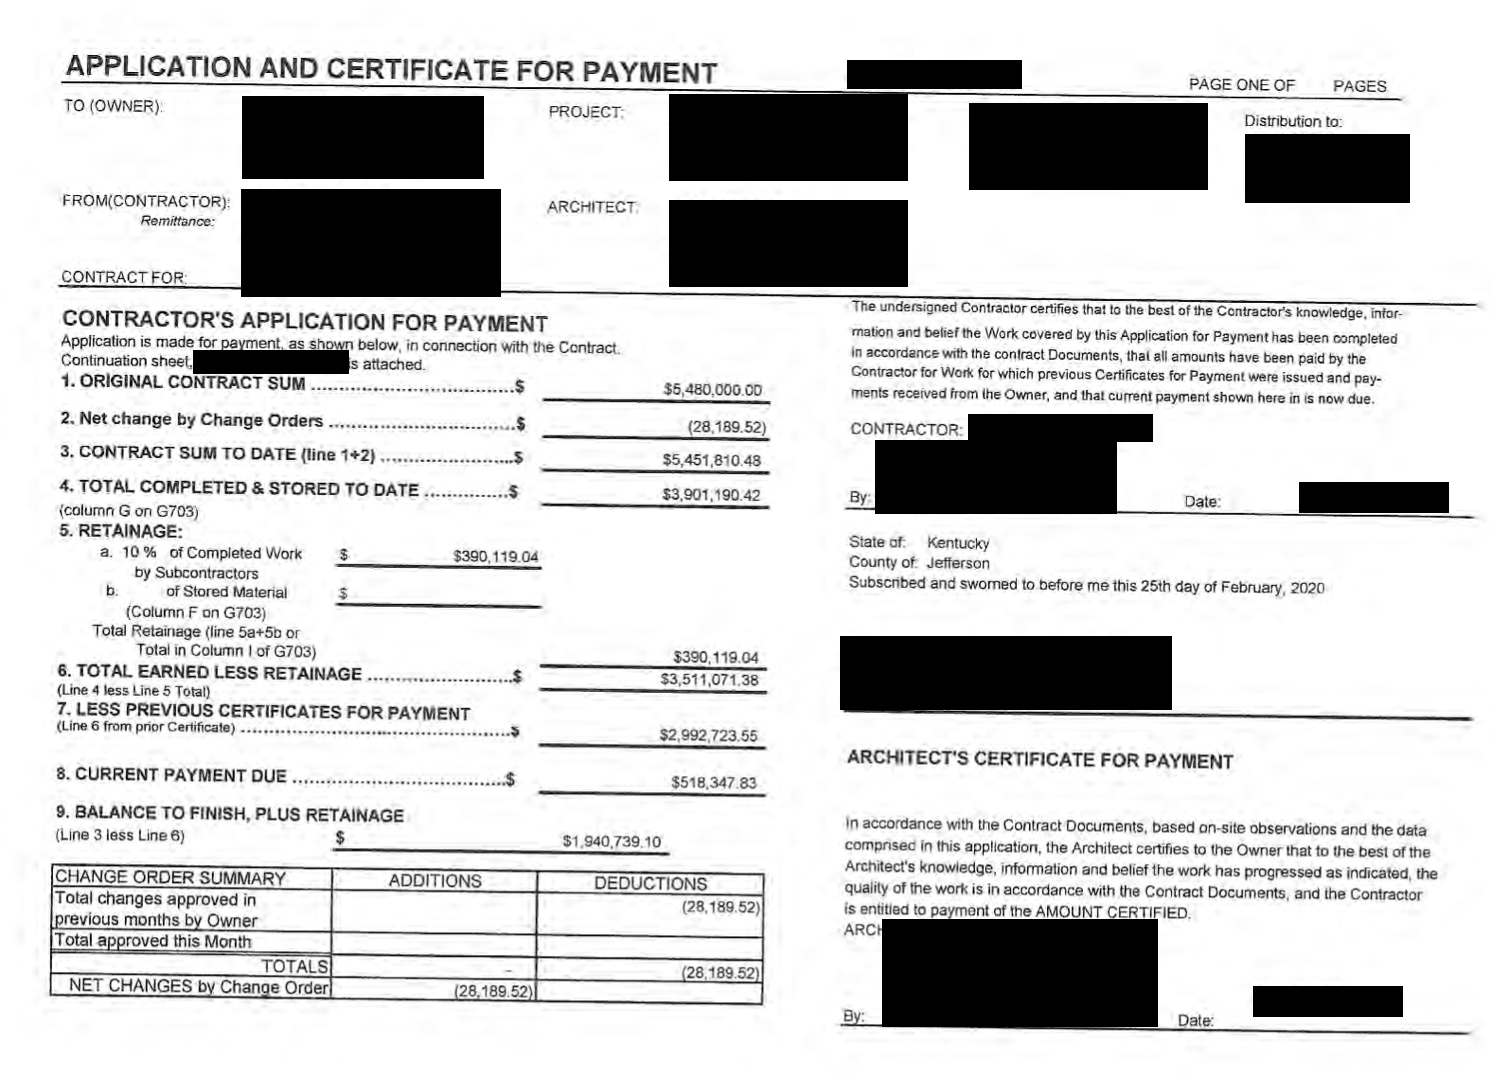 APPLICATION AND CERTIFICATE FOR PAYMENT
PAGE ONE OF PAGES
TO (OWNER):
PROJECT:
Distribution to:
FROM(CONTRACTOR):
Remittance:
ARCHITECT:
CONTRACT FOR:
CONTRACTOR'S APPLICATION FOR PAYMENT
Application is made for payment, as shown below, in connection with the Contract.
Continuation sheet, is attached.
1. ORIGINAL CONTRACT SUM ........................................$ $5,480,000.00
2. Net change by Change Orders ....................................$ (28,189.52)
3. CONTRACT SUM TO DATE (line 1+2) ..........................$ $5,451,810.48
4. TOTAL COMPLETED & STORED TO DATE ................$ $3,901,190.42
(column G on G703)
5. RETAINAGE:
a. 10 % of Completed Work $ $390,119.04
by Subcontractors
b. of Stored Material $
(Column F on G703)
Total Retainage (line 5a+5b or
Total in Column I of G703) $390,119.04
6. TOTAL EARNED LESS RETAINAGE ............................$ $3,511,071.38
(Line 4 less Line 5 Total)
7. LESS PREVIOUS CERTIFICATES FOR PAYMENT
(Line 6 from prior Certificate) ....................................................$ $2,992,723.55
8. CURRENT PAYMENT DUE ..........................................$ $518,347.83
9. BALANCE TO FINISH, PLUS RETAINAGE
(Line 3 less Line 6) $ $1,940,739.10
CHANGE ORDER SUMMARY ADDITIONS DEDUCTIONS
Total changes approved in (28,189.52)
previous months by Owner
Total approved this Month
TOTALS - (28,189.52)
NET CHANGES by Change Order (28,189.52)
The undersigned Contractor certifies that to the best of the Contractor's knowledge, infor-
mation and belief the Work covered by this Application for Payment has been completed
in accordance with the contract Documents, that all amounts have been paid by the
Contractor for Work for which previous Certificates for Payment were issued and pay-
ments received from the Owner, and that current payment shown here in is now due.
CONTRACTOR:
By: Date:
State of: Kentucky
County of: Jefferson
Subscribed and sworned to before me this 25th day of February, 2020
ARCHITECT'S CERTIFICATE FOR PAYMENT
In accordance with the Contract Documents, based on-site observations and the data
comprised in this application, the Architect certifies to the Owner that to the best of the
Architect's knowledge, information and belief the work has progressed as indicated, the
quality of the work is in accordance with the Contract Documents, and the Contractor
is entitled to payment of the AMOUNT CERTIFIED.
ARCH
By: Date: